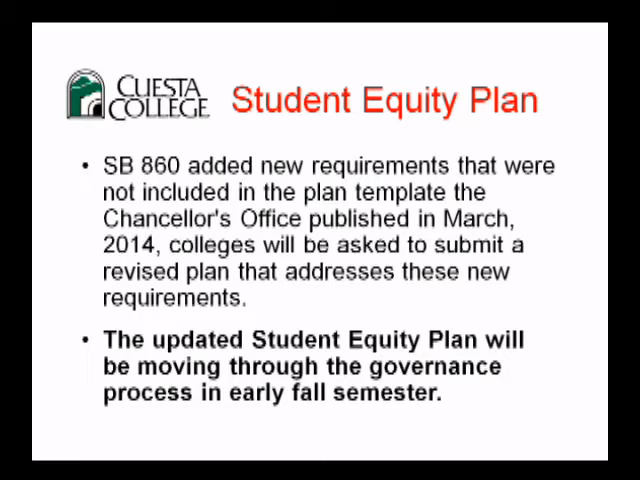 CUESTA
COLLEGE
Student Equity Plan
• SB 860 added new requirements that were
not included in the plan template the
Chancellor's Office published in March,
2014, colleges will be asked to submit a
revised plan that addresses these new
requirements.
• The updated Student Equity Plan will
be moving through the governance
process in early fall semester.